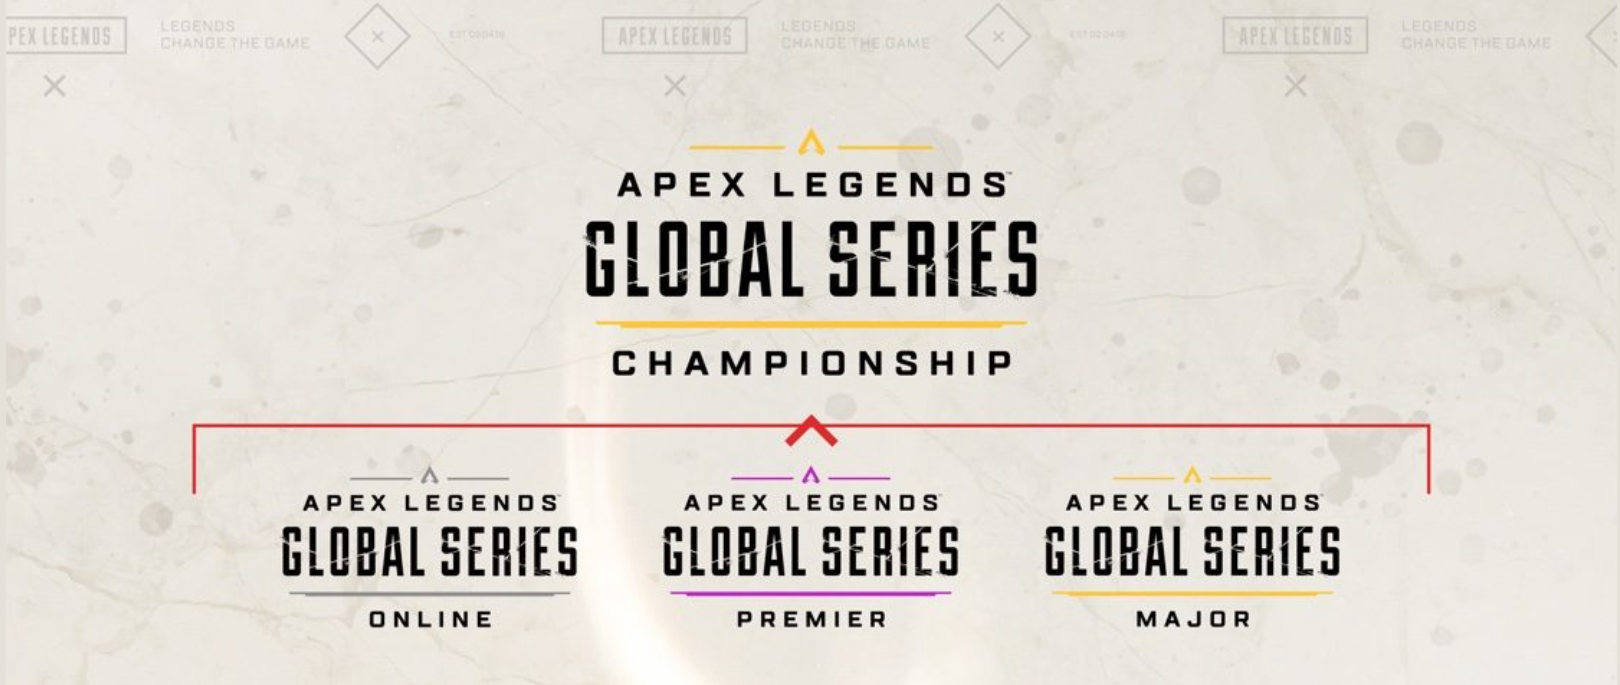 PEX LEGENDS
LEGENDS
CHANGE THE GAME
APEX LEGENDS
LEGENDS
CHANGE THE GAME
APEX LEGENDS
LEGENDS
CHANGE THE GAME
APEX LEGENDS™
GLOBAL SERIES
CHAMPIONSHIP
APEX LEGENDS
GLOBAL SERIES
ONLINE
APEX LEGENDS
GLOBAL SERIES
PREMIER
APEX LEGENDS
GLOBAL SERIES
MAJOR